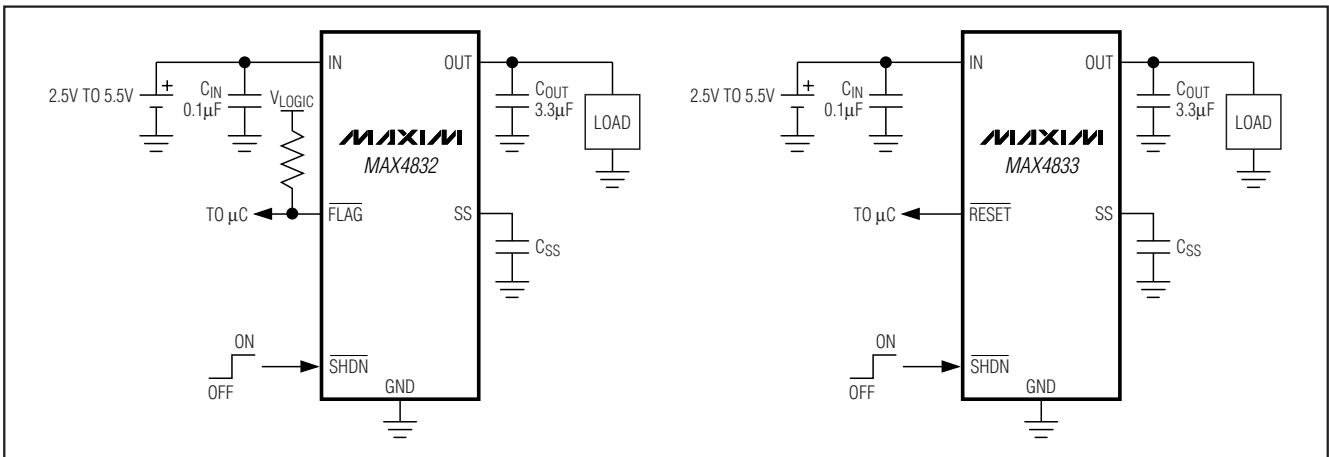 IN
OUT
2.5V TO 5.5V
+
CIN
0.1μF
VLOGIC
COUT
3.3μF
LOAD
MAXIM
MAX4832
TO μC
FLAG
SS
CSS
ON
OFF
SHDN
GND
IN
OUT
2.5V TO 5.5V
+
CIN
0.1μF
COUT
3.3μF
LOAD
MAXIM
MAX4833
TO μC
RESET
SS
CSS
ON
OFF
SHDN
GND